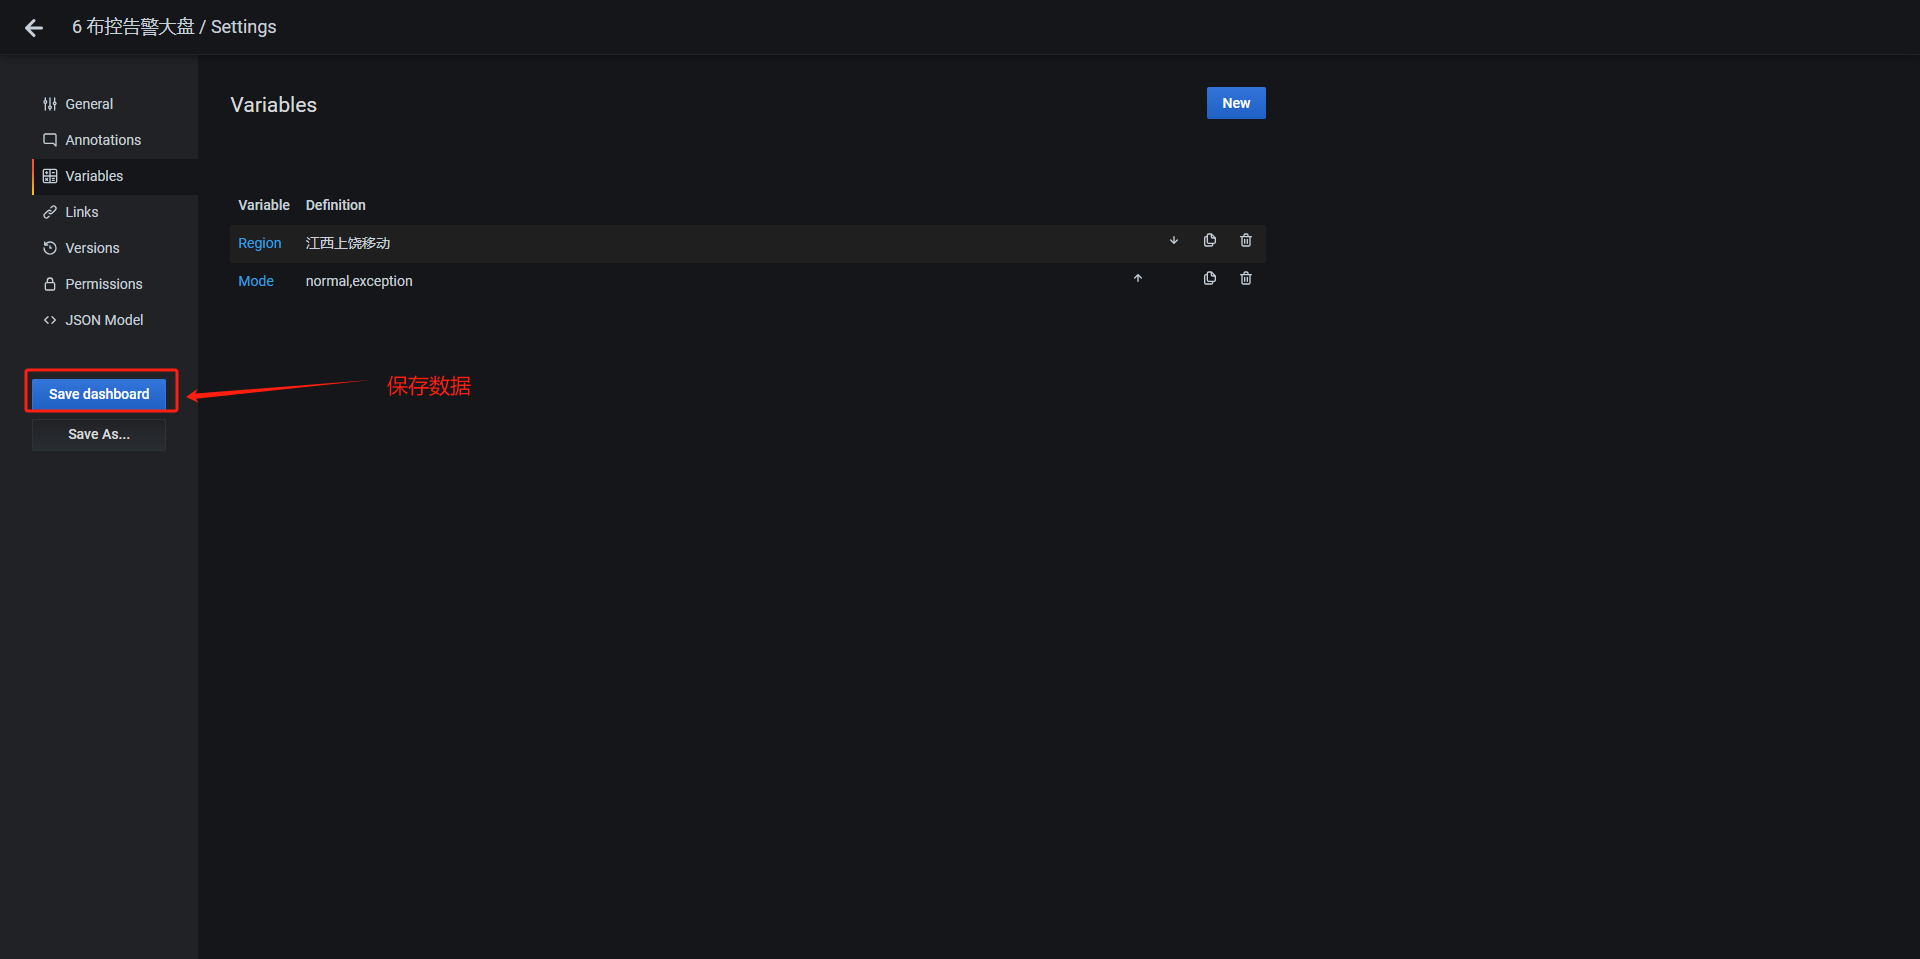 6 布控告警大盘 / Settings
General
Annotations
Variables
Links
Versions
Permissions
JSON Model
Save dashboard
Save As...
Variables
New
Variable Definition
Region 江西上饶移动
Mode normal,exception
保存数据